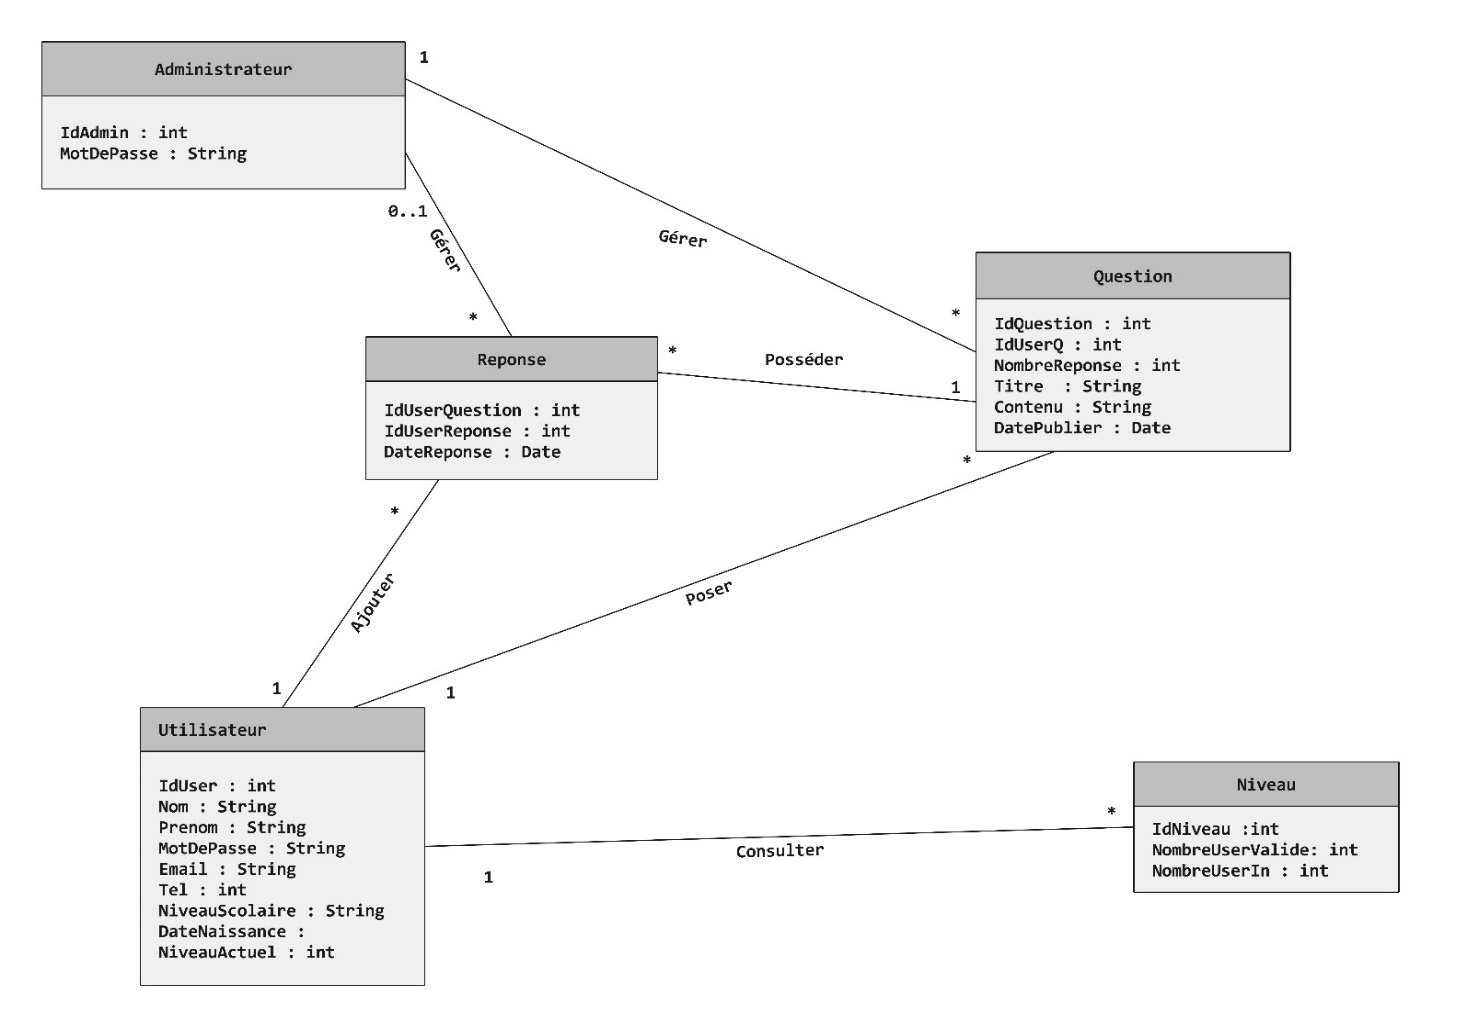 Administrateur
IdAdmin : int
MotDePasse : String
1
0..1
Gérer
*
Gérer
*
Question
IdQuestion : int
IdUserQ : int
NombreReponse : int
Titre  : String
Contenu : String
DatePublier : Date
Reponse
IdUserQuestion : int
IdUserReponse : int
DateReponse : Date
*
Posséder
1
*
*
Ajouter
1
Poser
1
Utilisateur
IdUser : int
Nom : String
Prenom : String
MotDePasse : String
Email : String
Tel : int
NiveauScolaire : String
DateNaissance :
NiveauActuel : int
1
Consulter
*
Niveau
IdNiveau :int
NombreUserValide: int
NombreUserIn : int